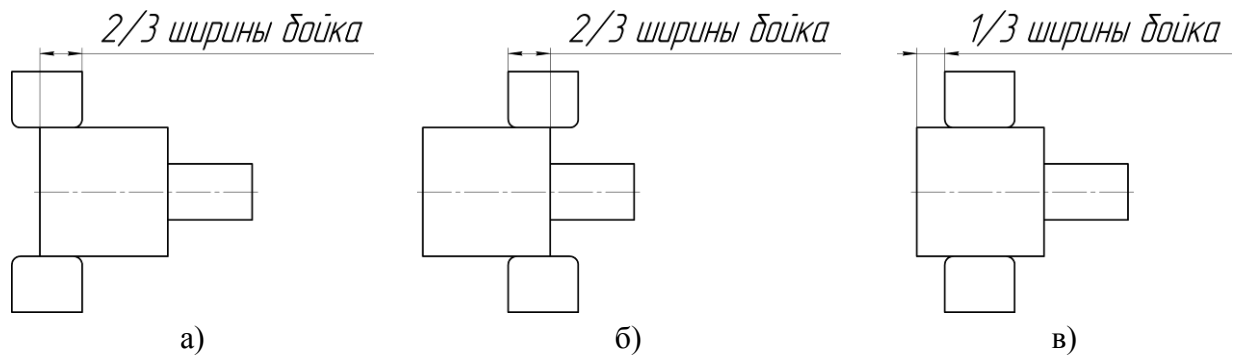 2/3 ширины бойка
2/3 ширины бойка
1/3 ширины бойка
а)
б)
в)